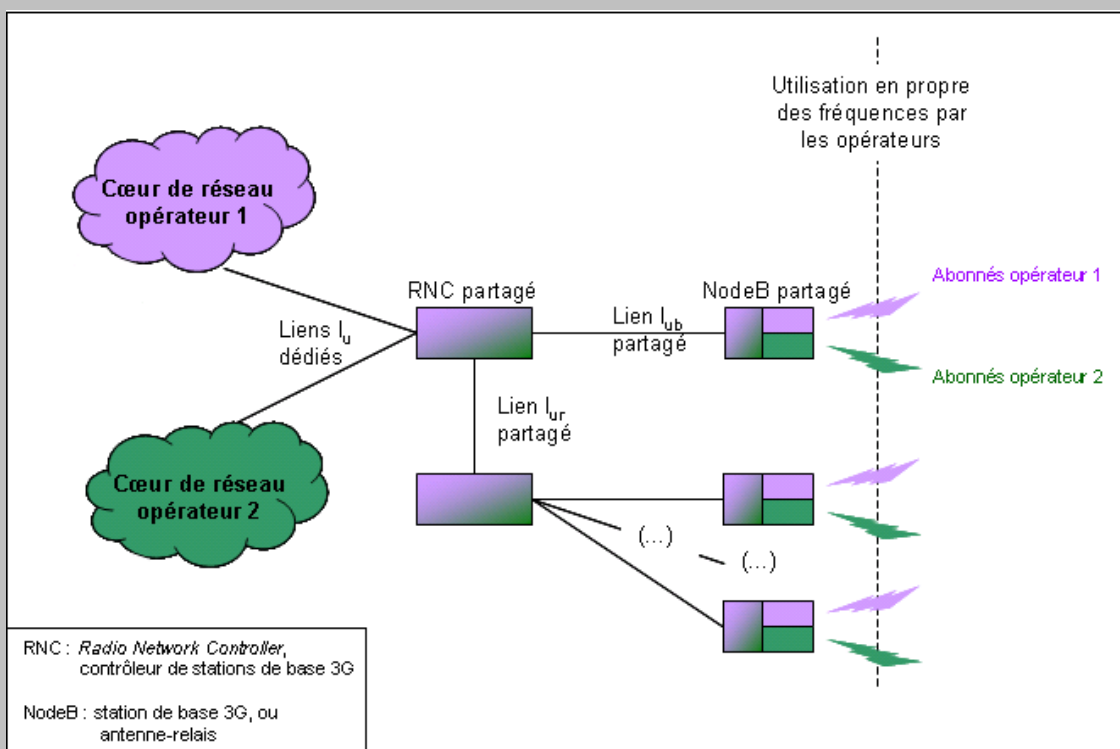 Utilisation en propre
des fréquences par
les opérateurs
Cœur de réseau
opérateur 1
RNC partagé
NodeB partagé
Abonnés opérateur 1
Liens Iu
dédiés
Lien Iub
partagé
Abonnés opérateur 2
Lien Iur
partagé
Cœur de réseau
opérateur 2
(...)
(...)
RNC : Radio Network Controller,
contrôleur de stations de base 3G
NodeB : station de base 3G, ou
antenne-relais